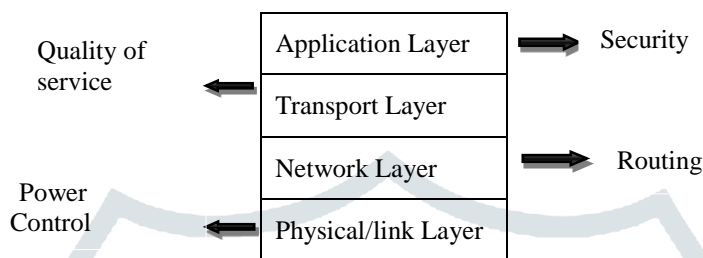 Quality of
service
Application Layer
Security
Transport Layer
Network Layer
Routing
Power
Control
Physical/link Layer